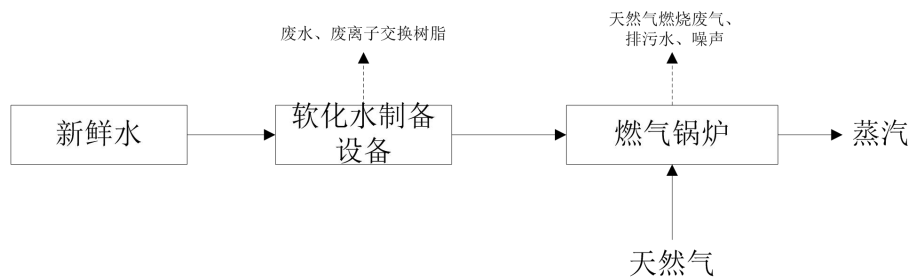 废水、废离子交换树脂
天然气燃烧废气、
排污水、噪声
新鲜水
软化水制备
设备
燃气锅炉
蒸汽
天然气